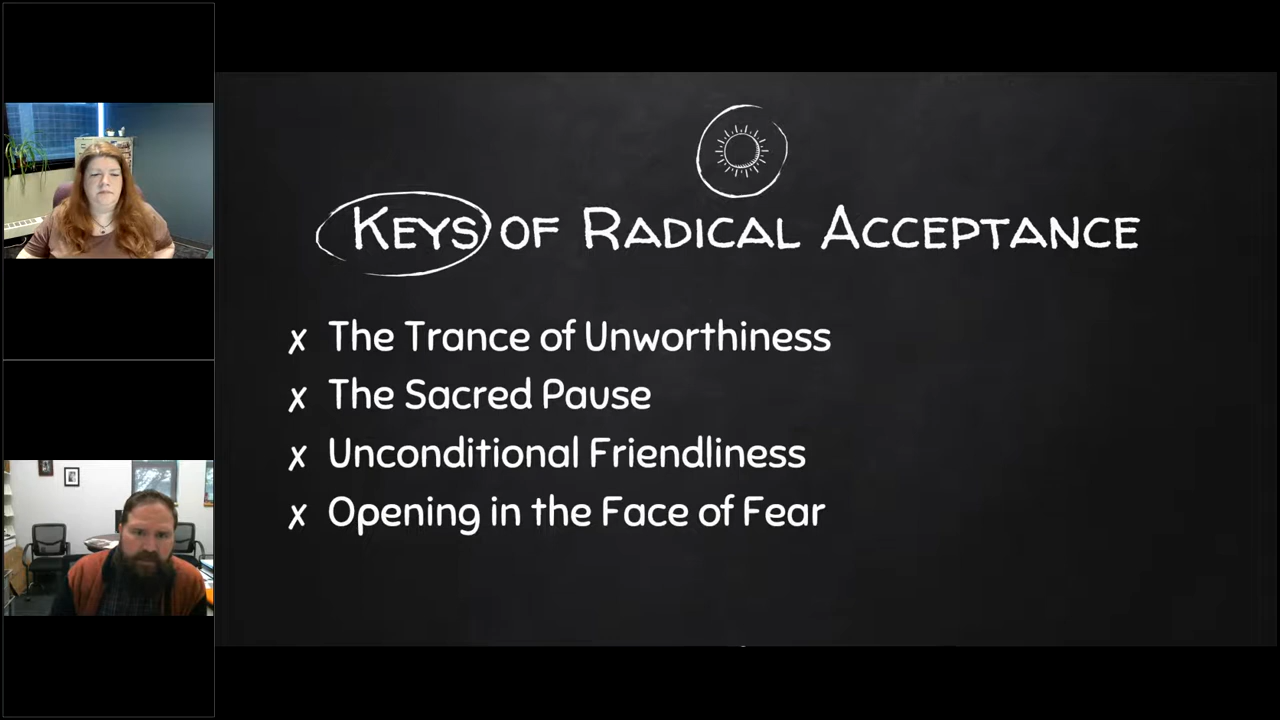 Keys of Radical Acceptance
x The Trance of Unworthiness
x The Sacred Pause
x Unconditional Friendliness
x Opening in the Face of Fear